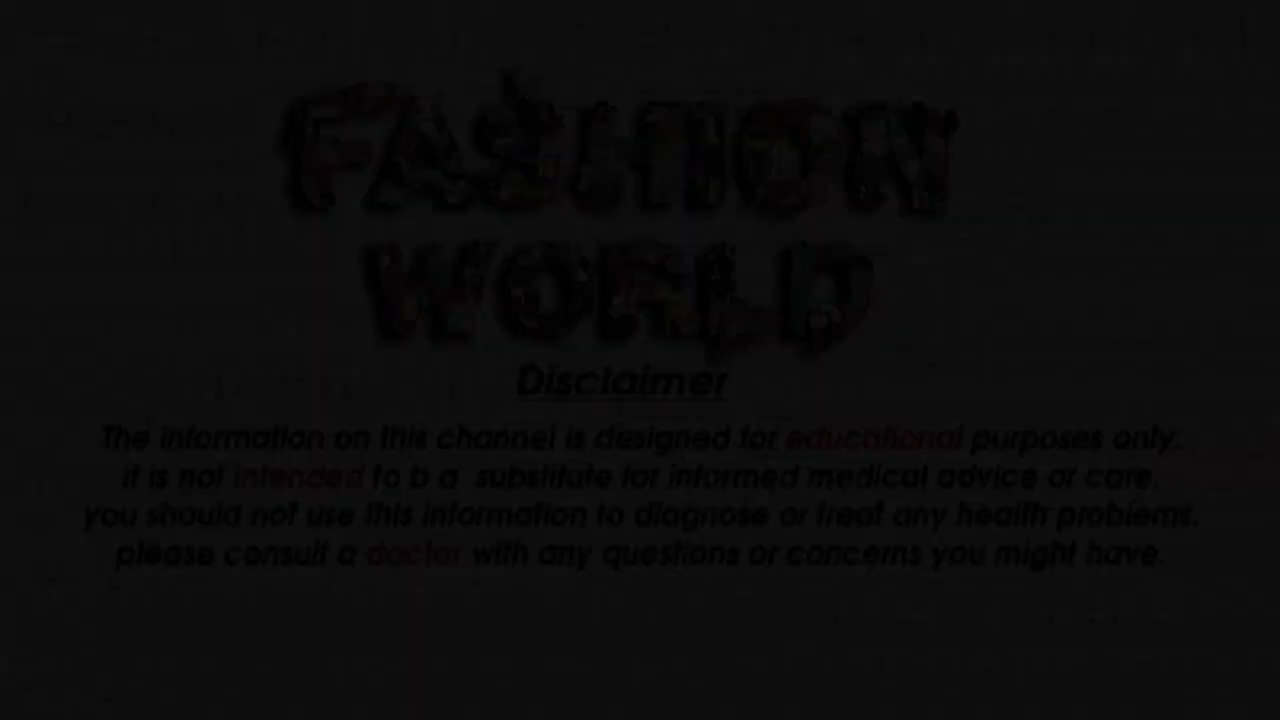 FASHION
WORLD
Disclaimer
The information on this channel is designed for educational purposes only.
it is not intended to b a substitute for informed medical advice or care.
you should not use this information to diagnose or treat any health problems.
please consult a doctor with any questions or concerns you might have.